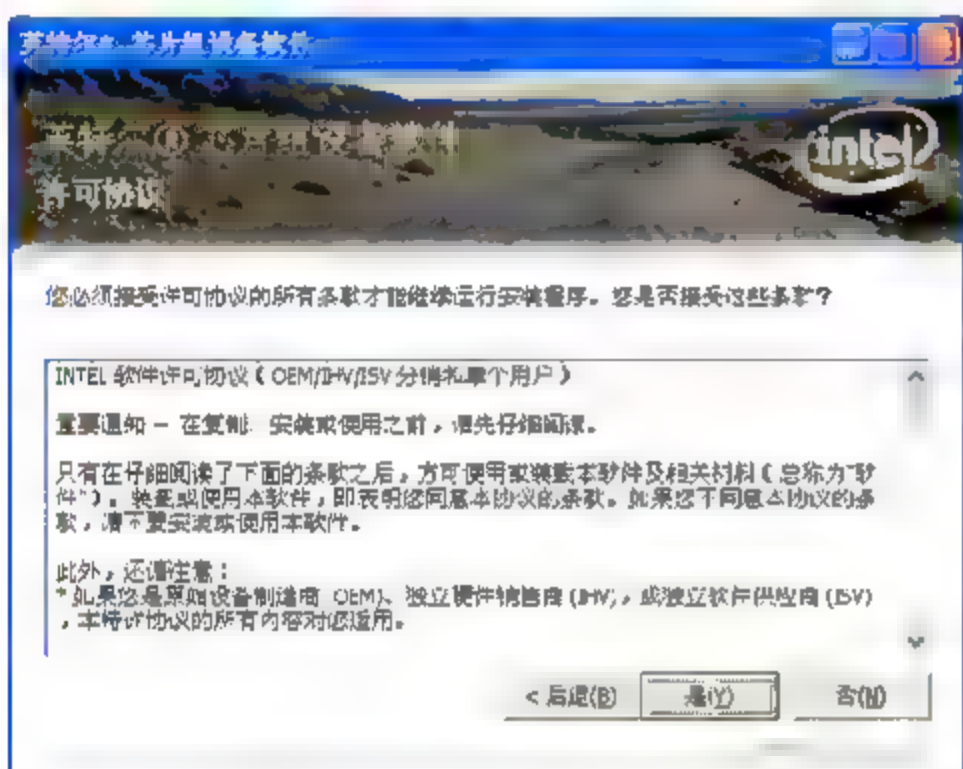 英特尔® 芯片组设备软件
英特尔(R) 芯片组设备软件
intel
许可协议
您必须接受许可协议的所有条款才能继续运行安装程序。您是否接受这些条款?
INTEL 软件许可协议 ( OEM/IHV/ISV 分销和单个用户 )
重要通知 - 在复制、安装或使用之前，请先仔细阅读。
只有在仔细阅读了下面的条款之后，方可使用或装载本软件及相关材料 ( 总称为"软
件" )。装载或使用本软件，即表明您同意本协议的条款。如果您不同意本协议的条
款，请不要安装或使用本软件。
此外，还请注意：
* 如果您是原始设备制造商 (OEM)、独立硬件销售商 (IHV)，或独立软件供应商 (ISV)
，本特许协议的所有内容对您适用。
< 后退(B)
是(Y)
否(N)